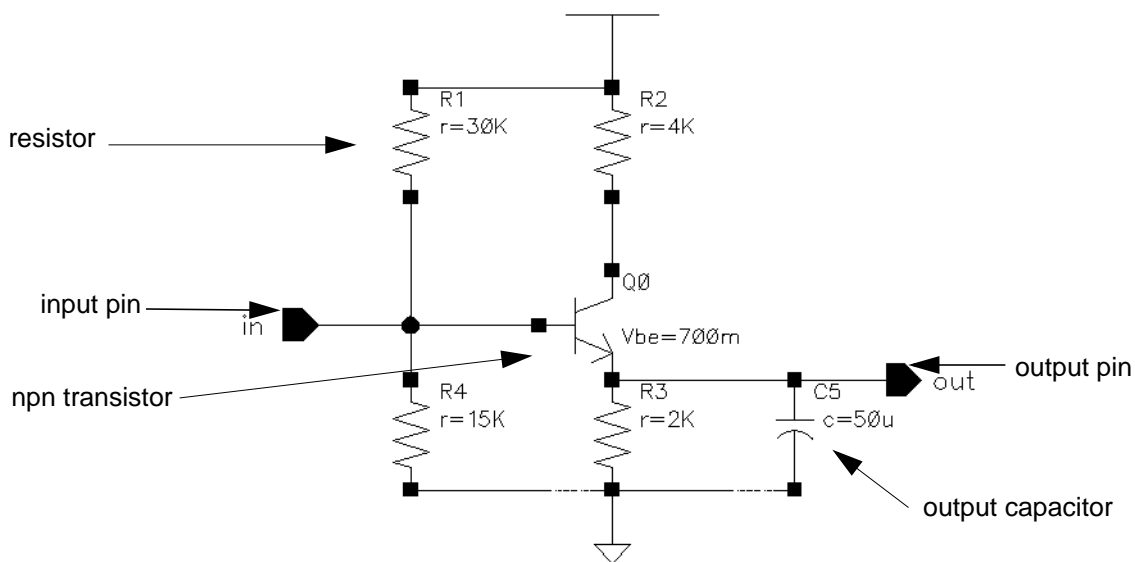 R1
r=30K
R2
r=4K
resistor
input pin
in
Q0
Vbe=700m
npn transistor
R4
r=15K
R3
r=2K
C5
c=50u
out
output pin
output capacitor